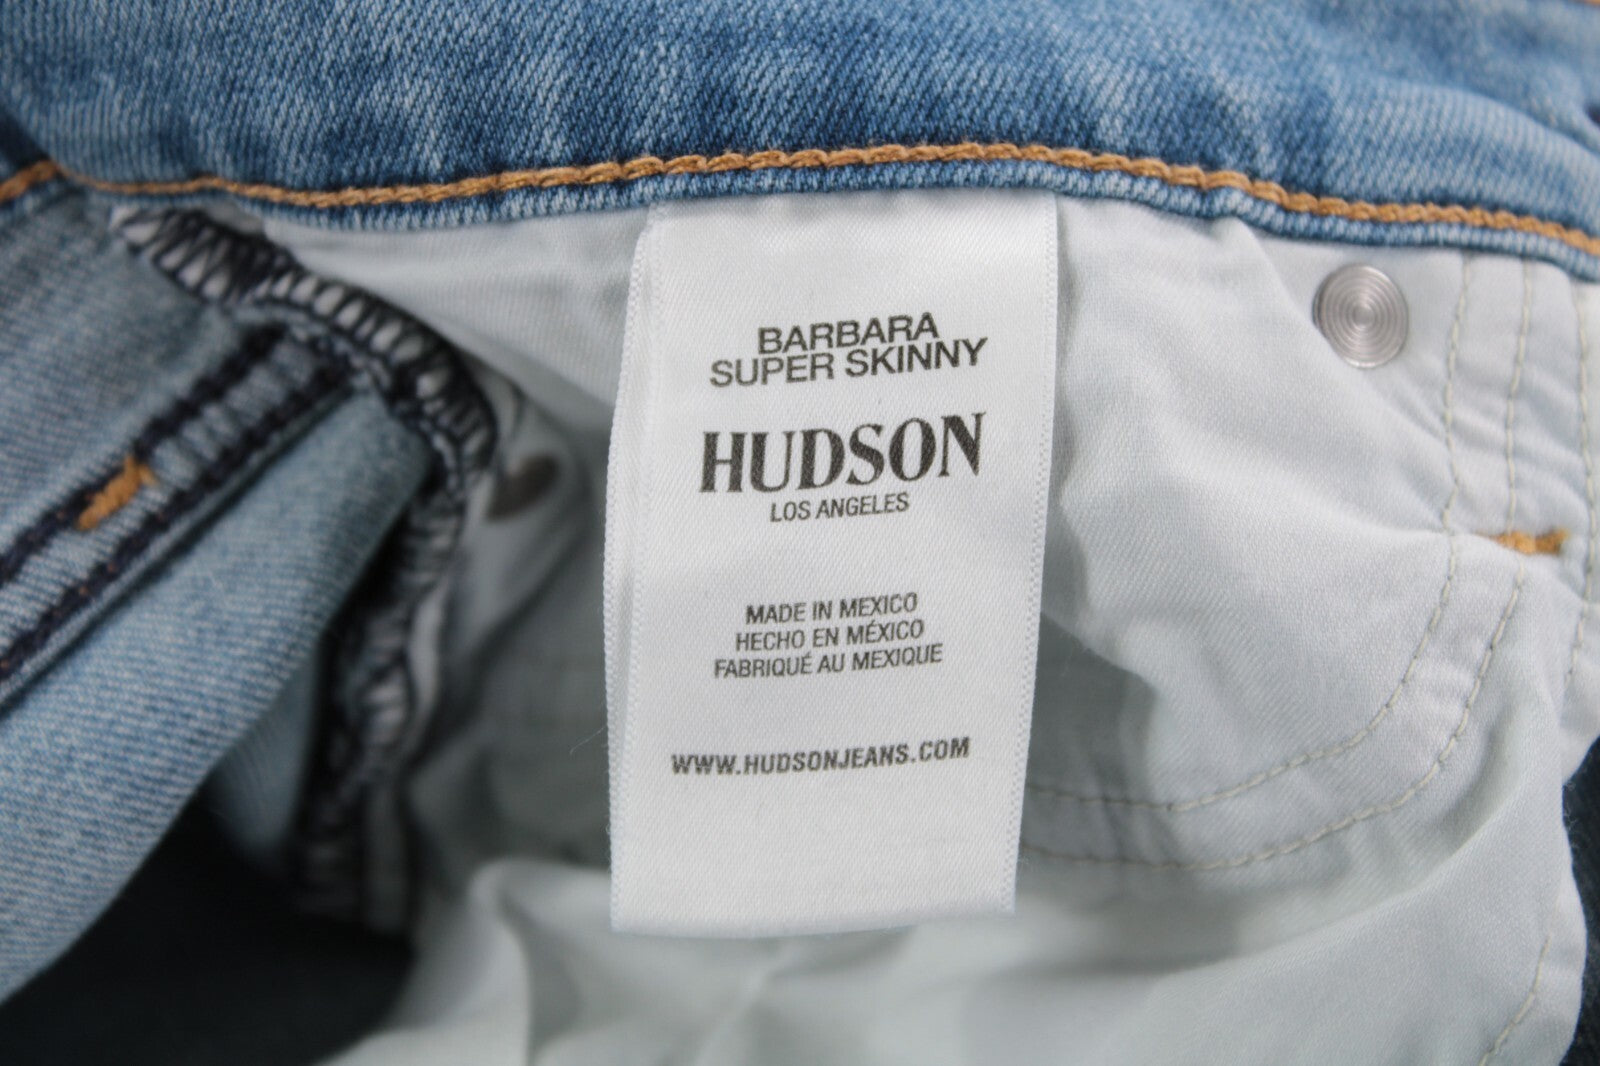 BARBARA
SUPER SKINNY
HUDSON
LOS ANGELES
MADE IN MEXICO
HECHO EN MÉXICO
FABRIQUÉ AU MEXIQUE
WWW.HUDSONJEANS.COM